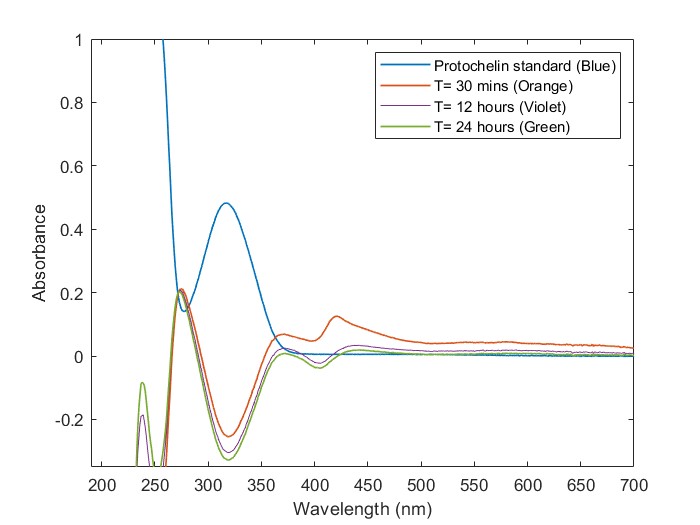 1
0.8
0.6
0.4
0.2
0
-0.2
Absorbance
Protochelin standard (Blue)
T= 30 mins (Orange)
T= 12 hours (Violet)
T= 24 hours (Green)
200 250 300 350 400 450 500 550 600 650 700
Wavelength (nm)